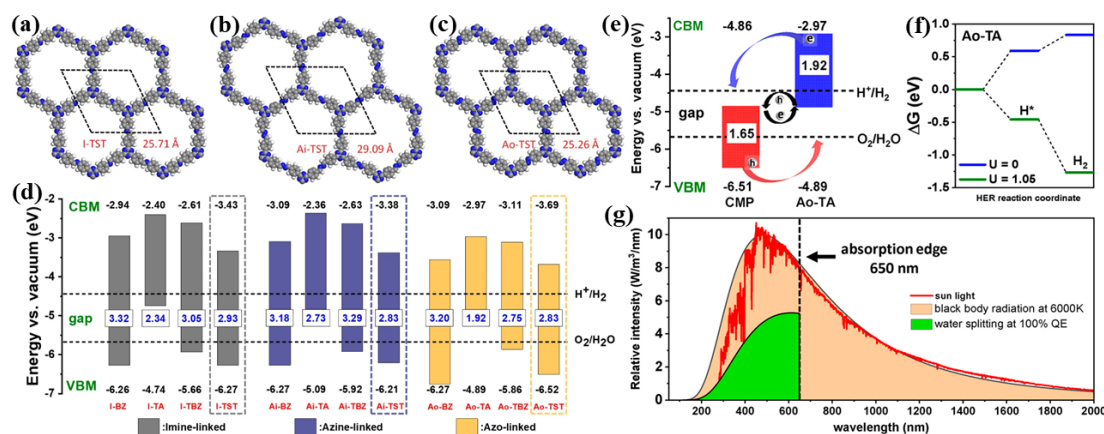 (a)
I-TST
25.71 Å
(b)
Ai-TST
29.09 Å
(c)
Ao-TST
25.26 Å
(d)
Energy vs. vacuum (eV)
-2
-3
-4
-5
-6
-7
CBM
gap
VBM
-2.94 -2.40 -2.61 -3.43 -3.09 -2.36 -2.63 -3.38 -3.09 -2.97 -3.11 -3.69
H+/H2
3.32 2.34 3.05 2.93 3.18 2.73 3.29 2.83 3.20 1.92 2.75 2.83
O2/H2O
-6.26 -4.74 -5.66 -6.27 -6.27 -5.09 -5.92 -6.21 -6.27 -4.89 -5.86 -6.52
I-BZ I-TA I-TBZ I-TST Ai-BZ Ai-TA Ai-TBZ Ai-TST Ao-BZ Ao-TA Ao-TBZ Ao-TST
:Imine-linked :Azine-linked :Azo-linked
(e)
Energy vs. vacuum (eV)
-3
-4
-5
-6
-7
CBM -4.86 -2.97
e
1.92
H+/H2
gap
h
e
1.65
O2/H2O
h
VBM -6.51 -4.89
CMP Ao-TA
(f)
ΔG (eV)
1.0
0.5
0.0
-0.5
-1.0
-1.5
Ao-TA
H*
H2
U = 0
U = 1.05
HER reaction coordinate
(g)
Relative intensity (W/m3/nm)
10
8
6
4
2
0
absorption edge
650 nm
sun light
black body radiation at 6000K
water splitting at 100% QE
200 400 600 800 1000 1200 1400 1600 1800 2000
wavelength (nm)